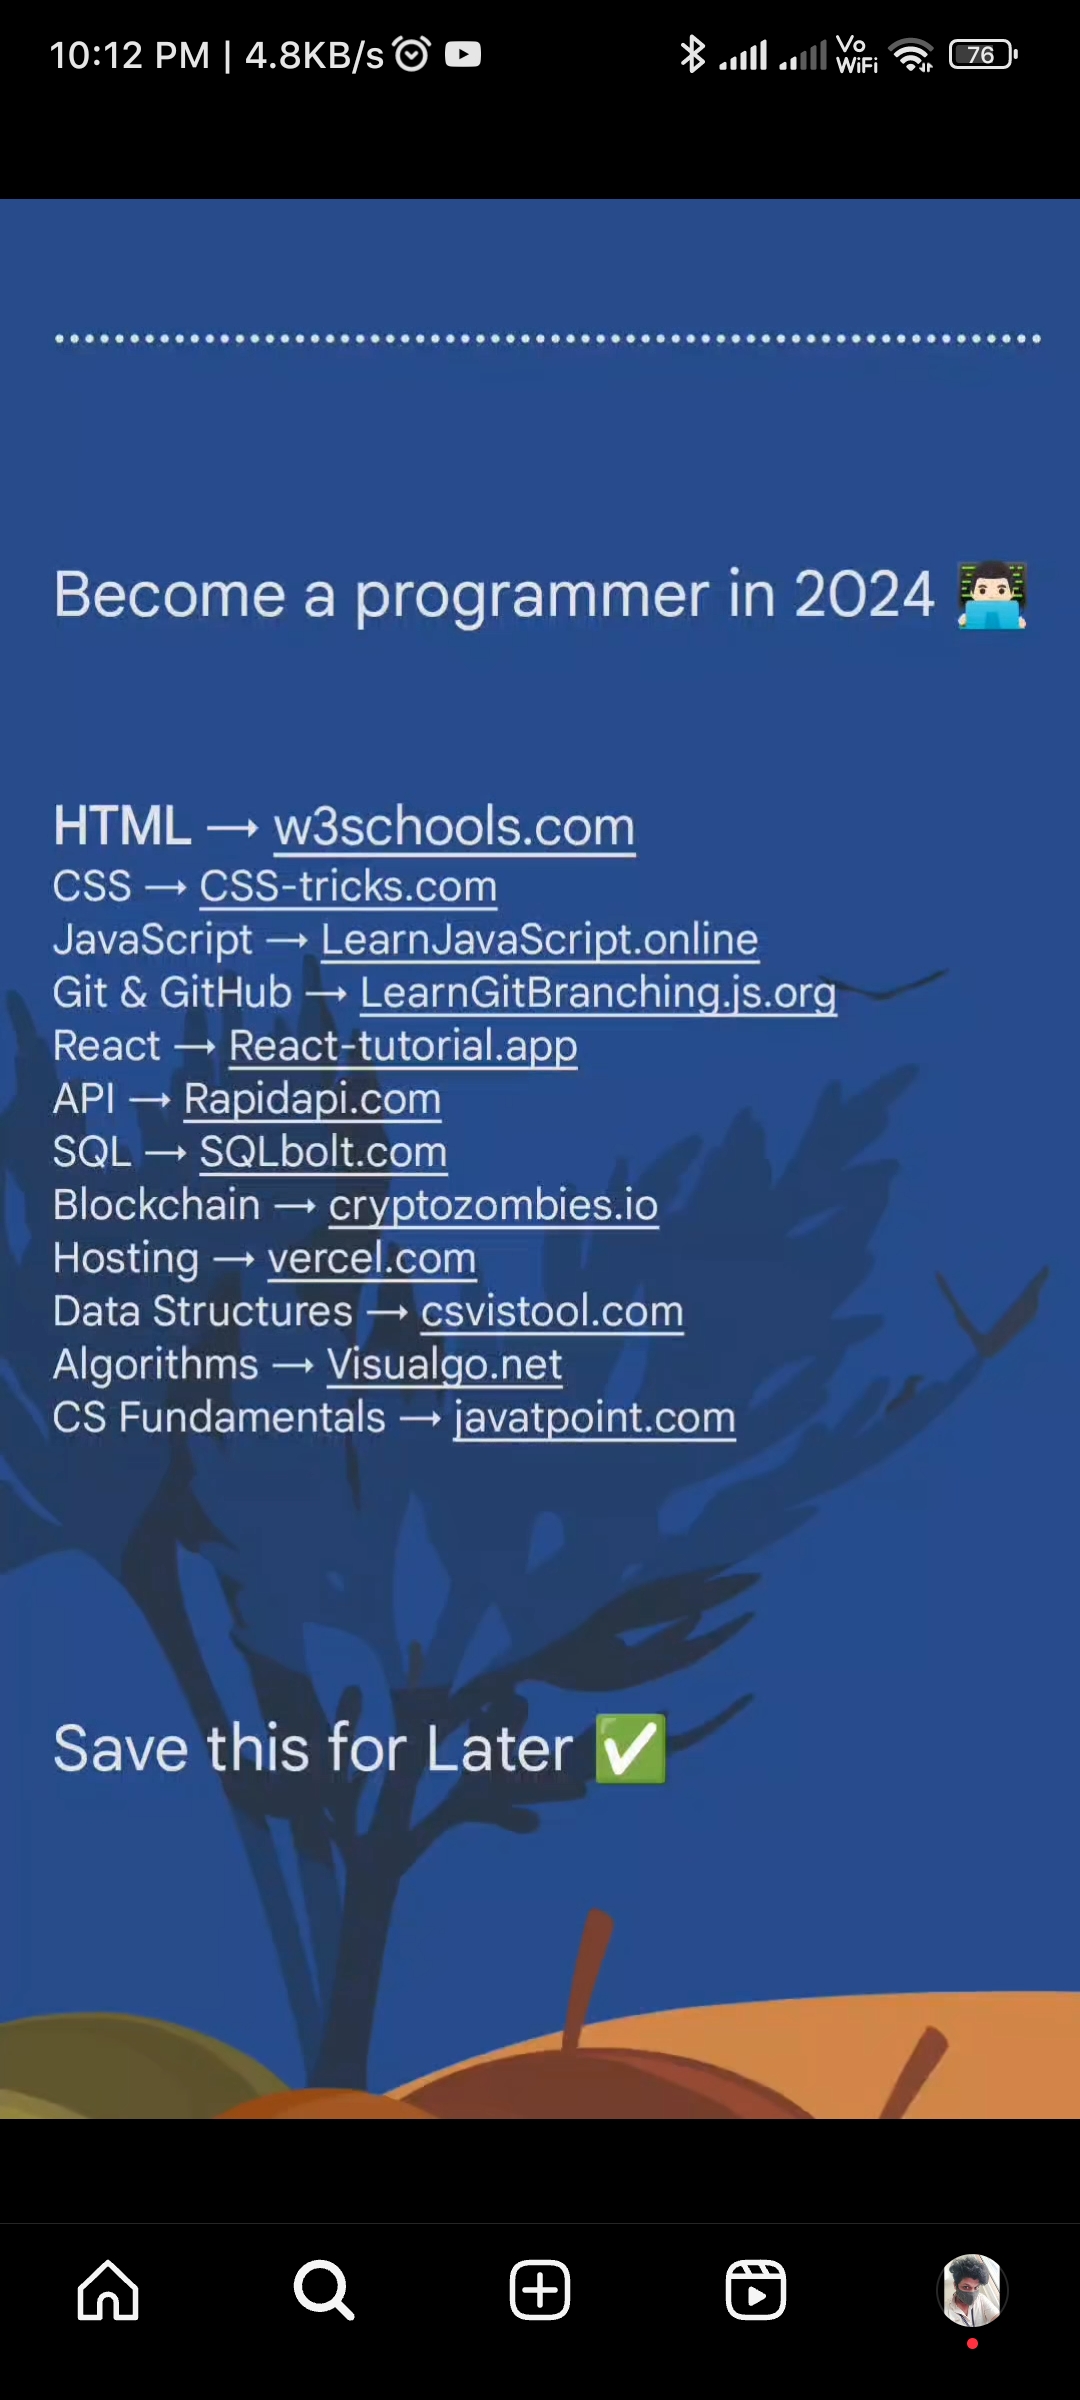 10:12 PM | 4.8KB/s
Vo
WiFi
76
Become a programmer in 2024
HTML → w3schools.com
CSS → CSS-tricks.com
JavaScript → LearnJavaScript.online
Git & GitHub → LearnGitBranching.js.org
React → React-tutorial.app
API → Rapidapi.com
SQL → SQLbolt.com
Blockchain → cryptozombies.io
Hosting → vercel.com
Data Structures → csvistool.com
Algorithms → Visualgo.net
CS Fundamentals → javatpoint.com
Save this for Later ✅